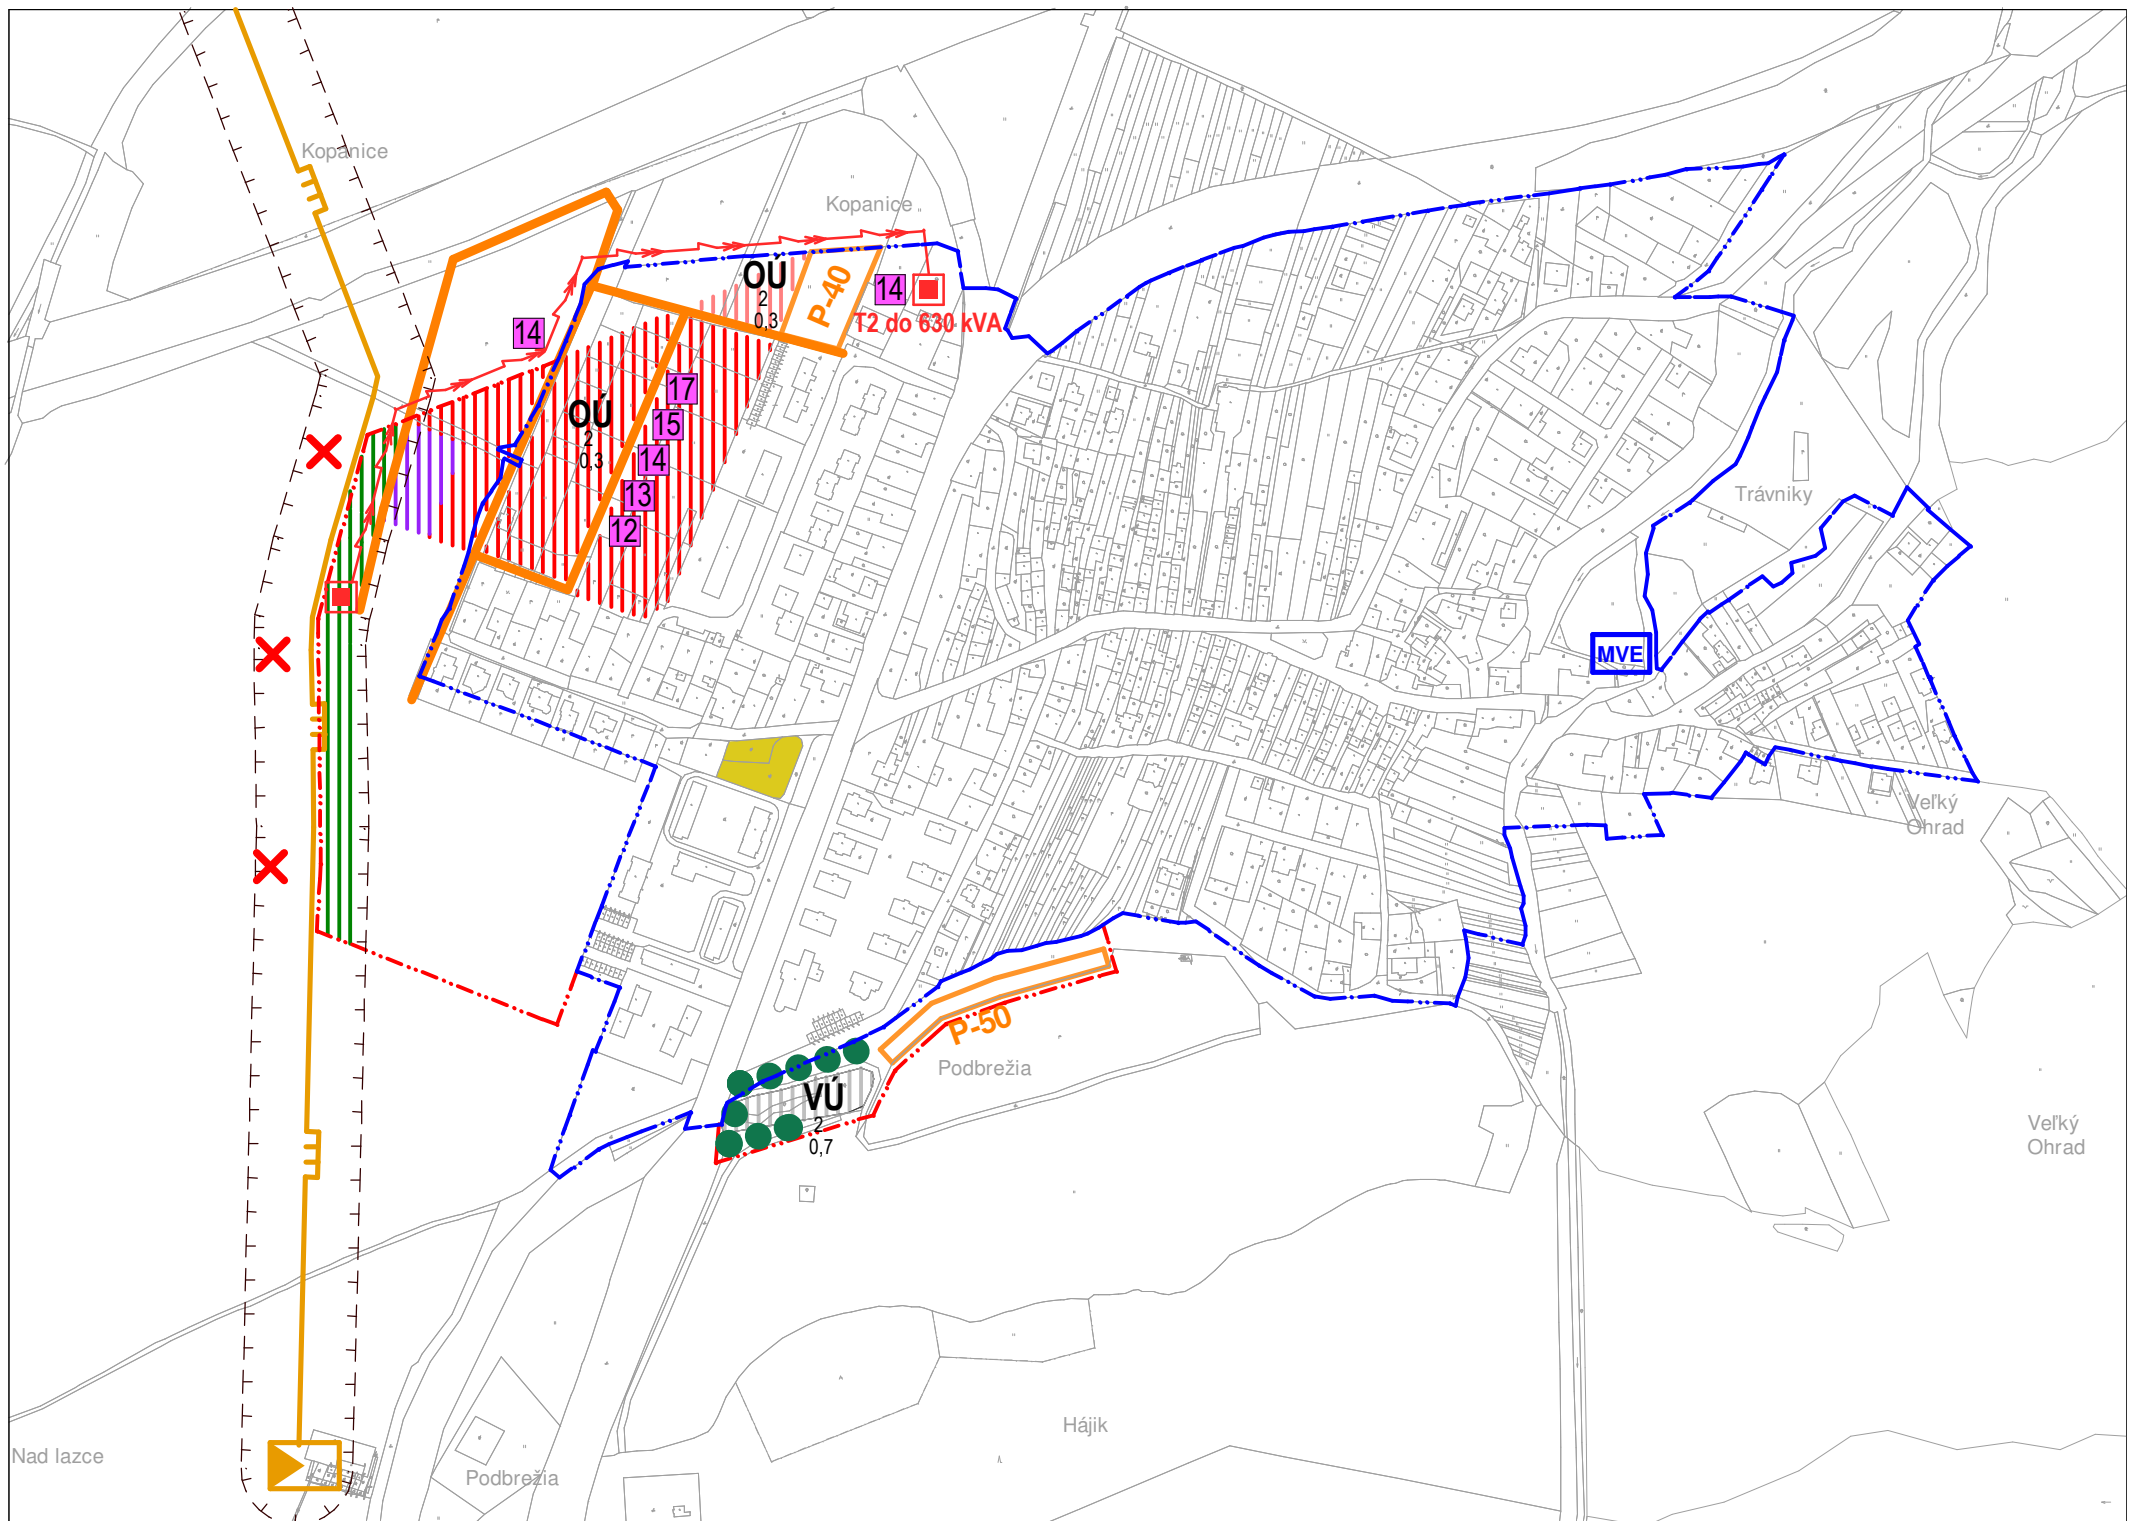 Kopanice
Kopanice
OÚ
2
0,3
P-40
14
T2 do 630 kVA
14
OÚ
2
0,3
17
15
14
13
12
Trávniky
MVE
Veľký
Ohrad
P-50
Podbrežia
VÚ
2
0,7
Veľký
Ohrad
Hájik
Nad lazce
Podbrežia